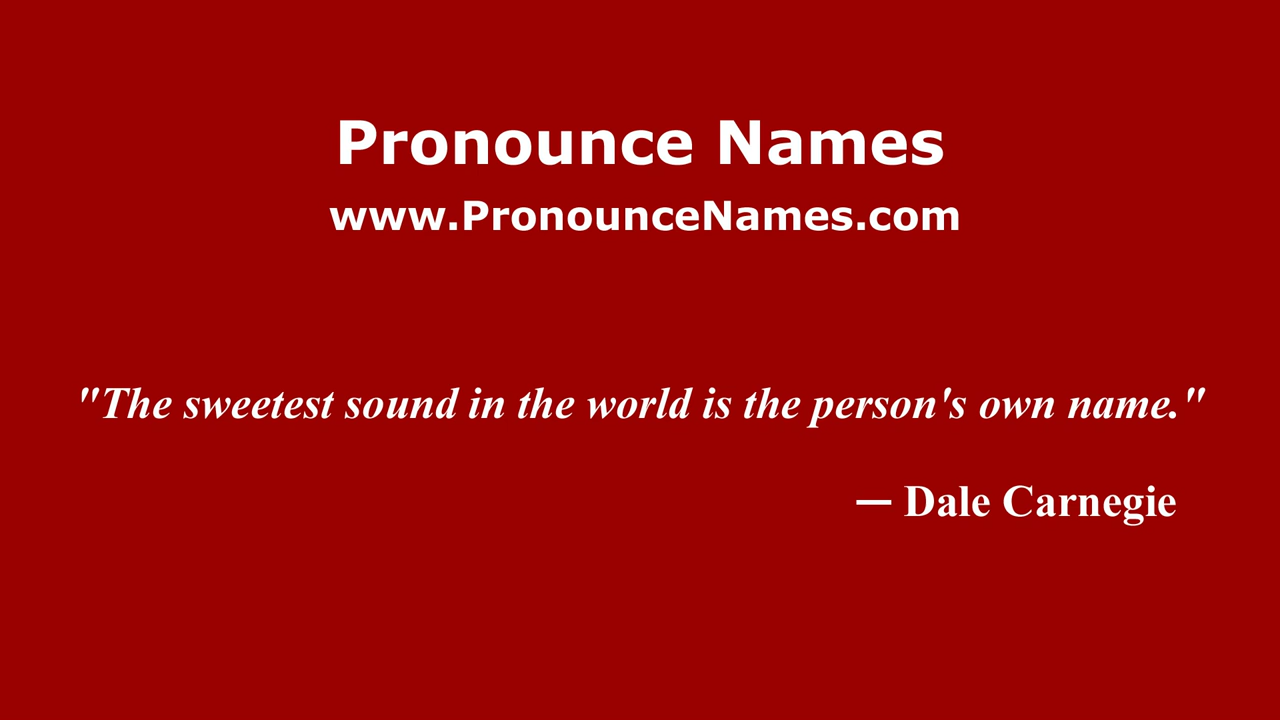 Pronounce Names
www.PronounceNames.com
"The sweetest sound in the world is the person's own name."
— Dale Carnegie